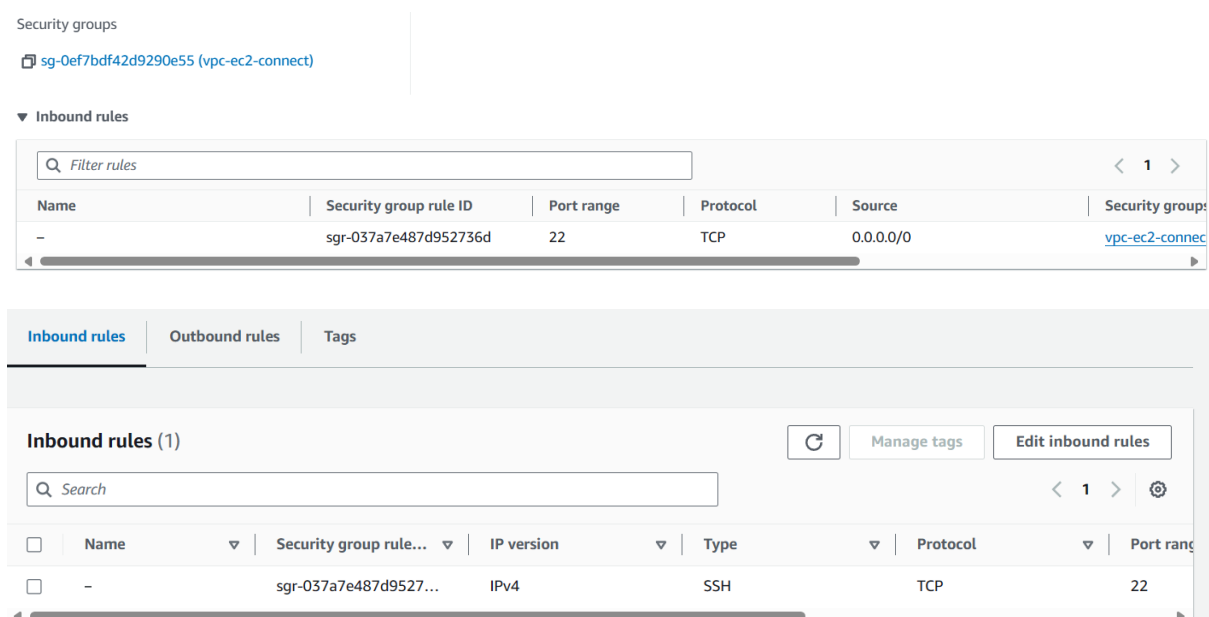 Security groups
sg-0ef7bdf42d9290e55 (vpc-ec2-connect)
Inbound rules
Filter rules
1
Name Security group rule ID Port range Protocol Source Security groups
– sgr-037a7e487d952736d 22 TCP 0.0.0.0/0 vpc-ec2-connec
Inbound rules Outbound rules Tags
Inbound rules (1)
Manage tags Edit inbound rules
Search
1
Name Security group rule... IP version Type Protocol Port rang
– sgr-037a7e487d9527... IPv4 SSH TCP 22